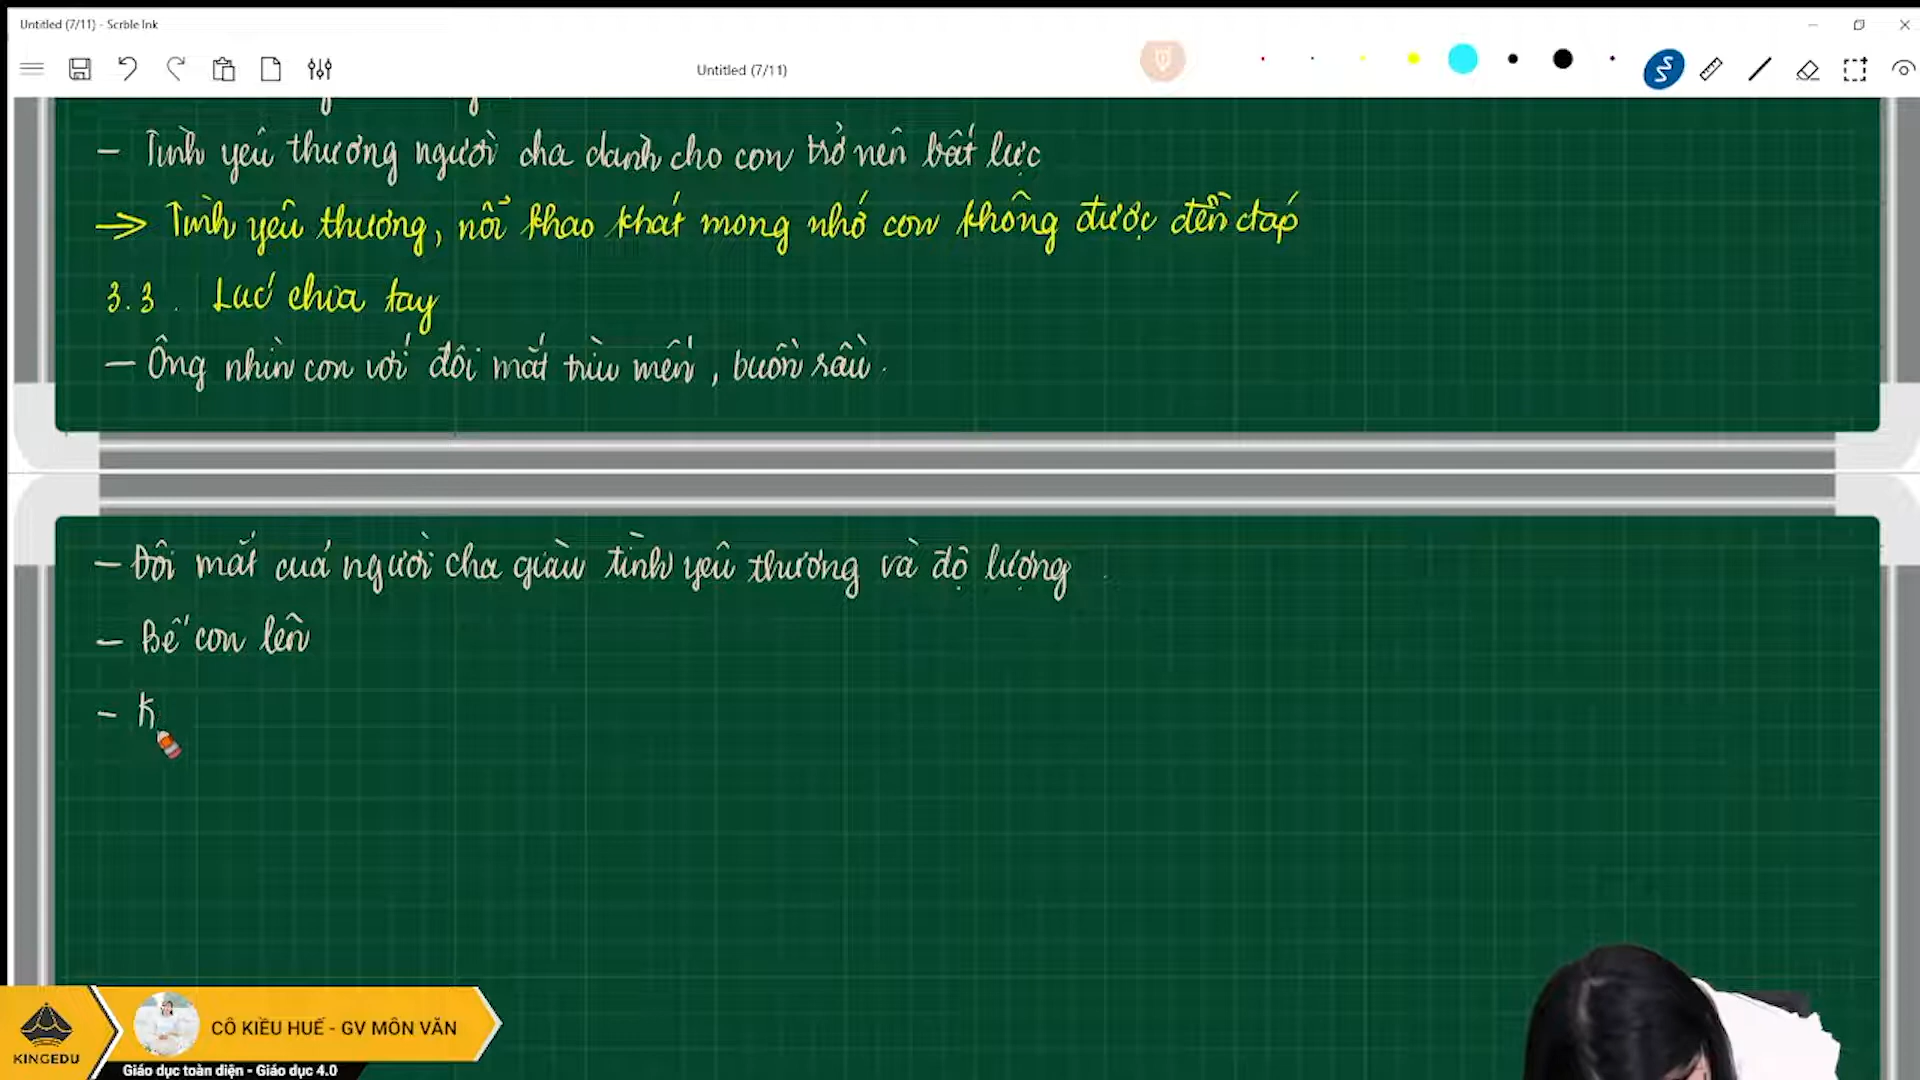 Untitled (7/11) - Scrble Ink
Untitled (7/11)
- Tình yêu thương người cha dành cho con trở nên bất lực
=> Tình yêu thương, nỗi khao khát mong nhớ con không được đền đáp
3.3. Lúc chia tay
- Ông nhìn con với đôi mắt trìu mến, buồn rầu.
- Đôi mắt của người cha giàu tình yêu thương và độ lượng
- Bế con lên
- K
CÔ KIỀU HUẾ - GV MÔN VĂN
KINGEDU
Giáo dục toàn diện - Giáo dục 4.0